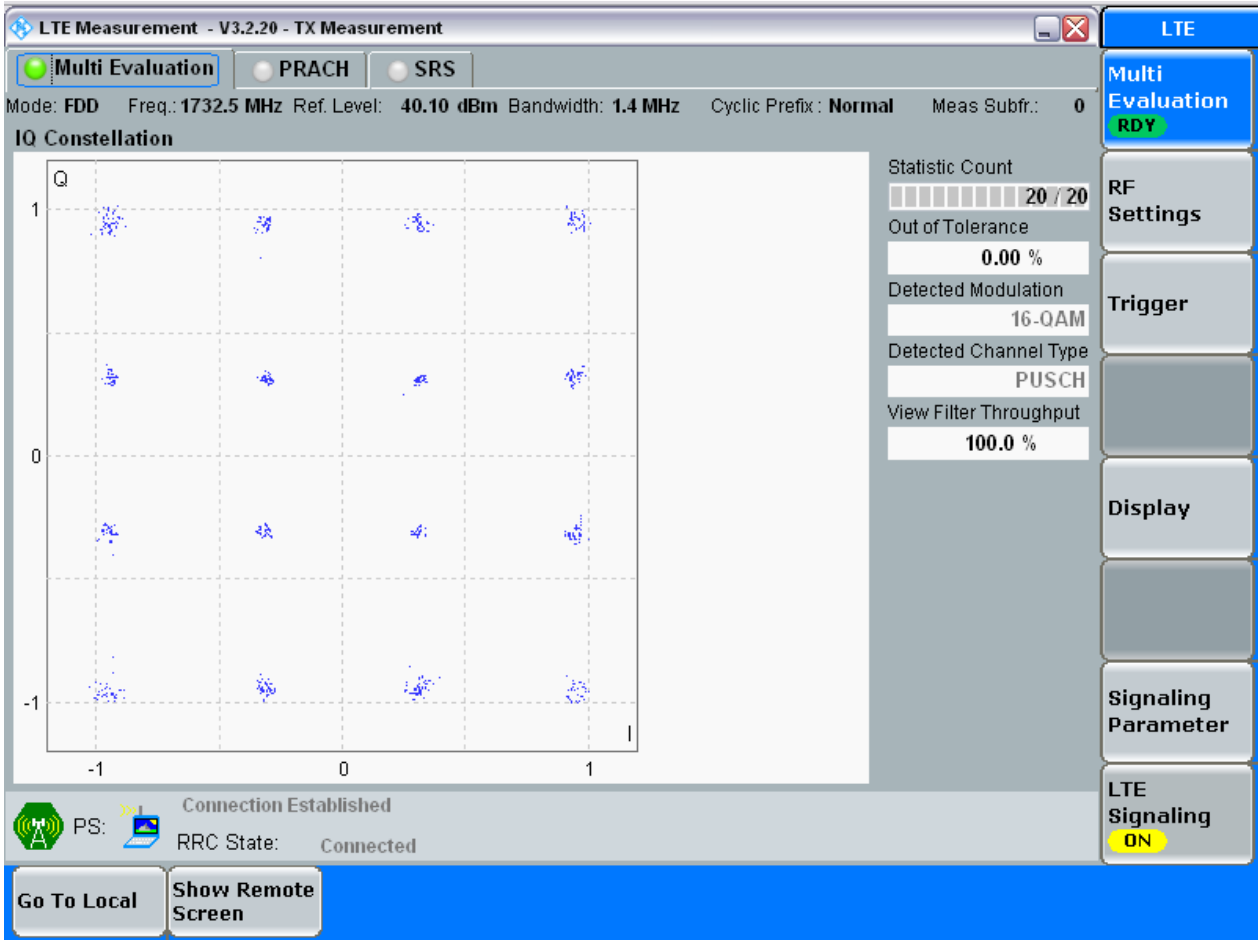 LTE Measurement - V3.2.20 - TX Measurement
LTE
Multi Evaluation PRACH SRS
Mode: FDD Freq.: 1732.5 MHz Ref. Level: 40.10 dBm Bandwidth: 1.4 MHz Cyclic Prefix : Normal Meas Subfr.: 0
IQ Constellation
Q
1
0
-1
I
-1 0 1
Statistic Count
20 / 20
Out of Tolerance
0.00 %
Detected Modulation
16-QAM
Detected Channel Type
PUSCH
View Filter Throughput
100.0 %
Multi
Evaluation
RDY
RF
Settings
Trigger
Display
Signaling
Parameter
LTE
Signaling
ON
PS:
Connection Established
RRC State: Connected
Go To Local
Show Remote
Screen